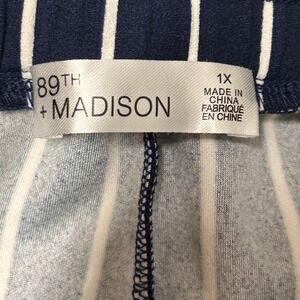 89TH
+ MADISON
1X
MADE IN
CHINA
FABRIQUÉ
EN CHINE